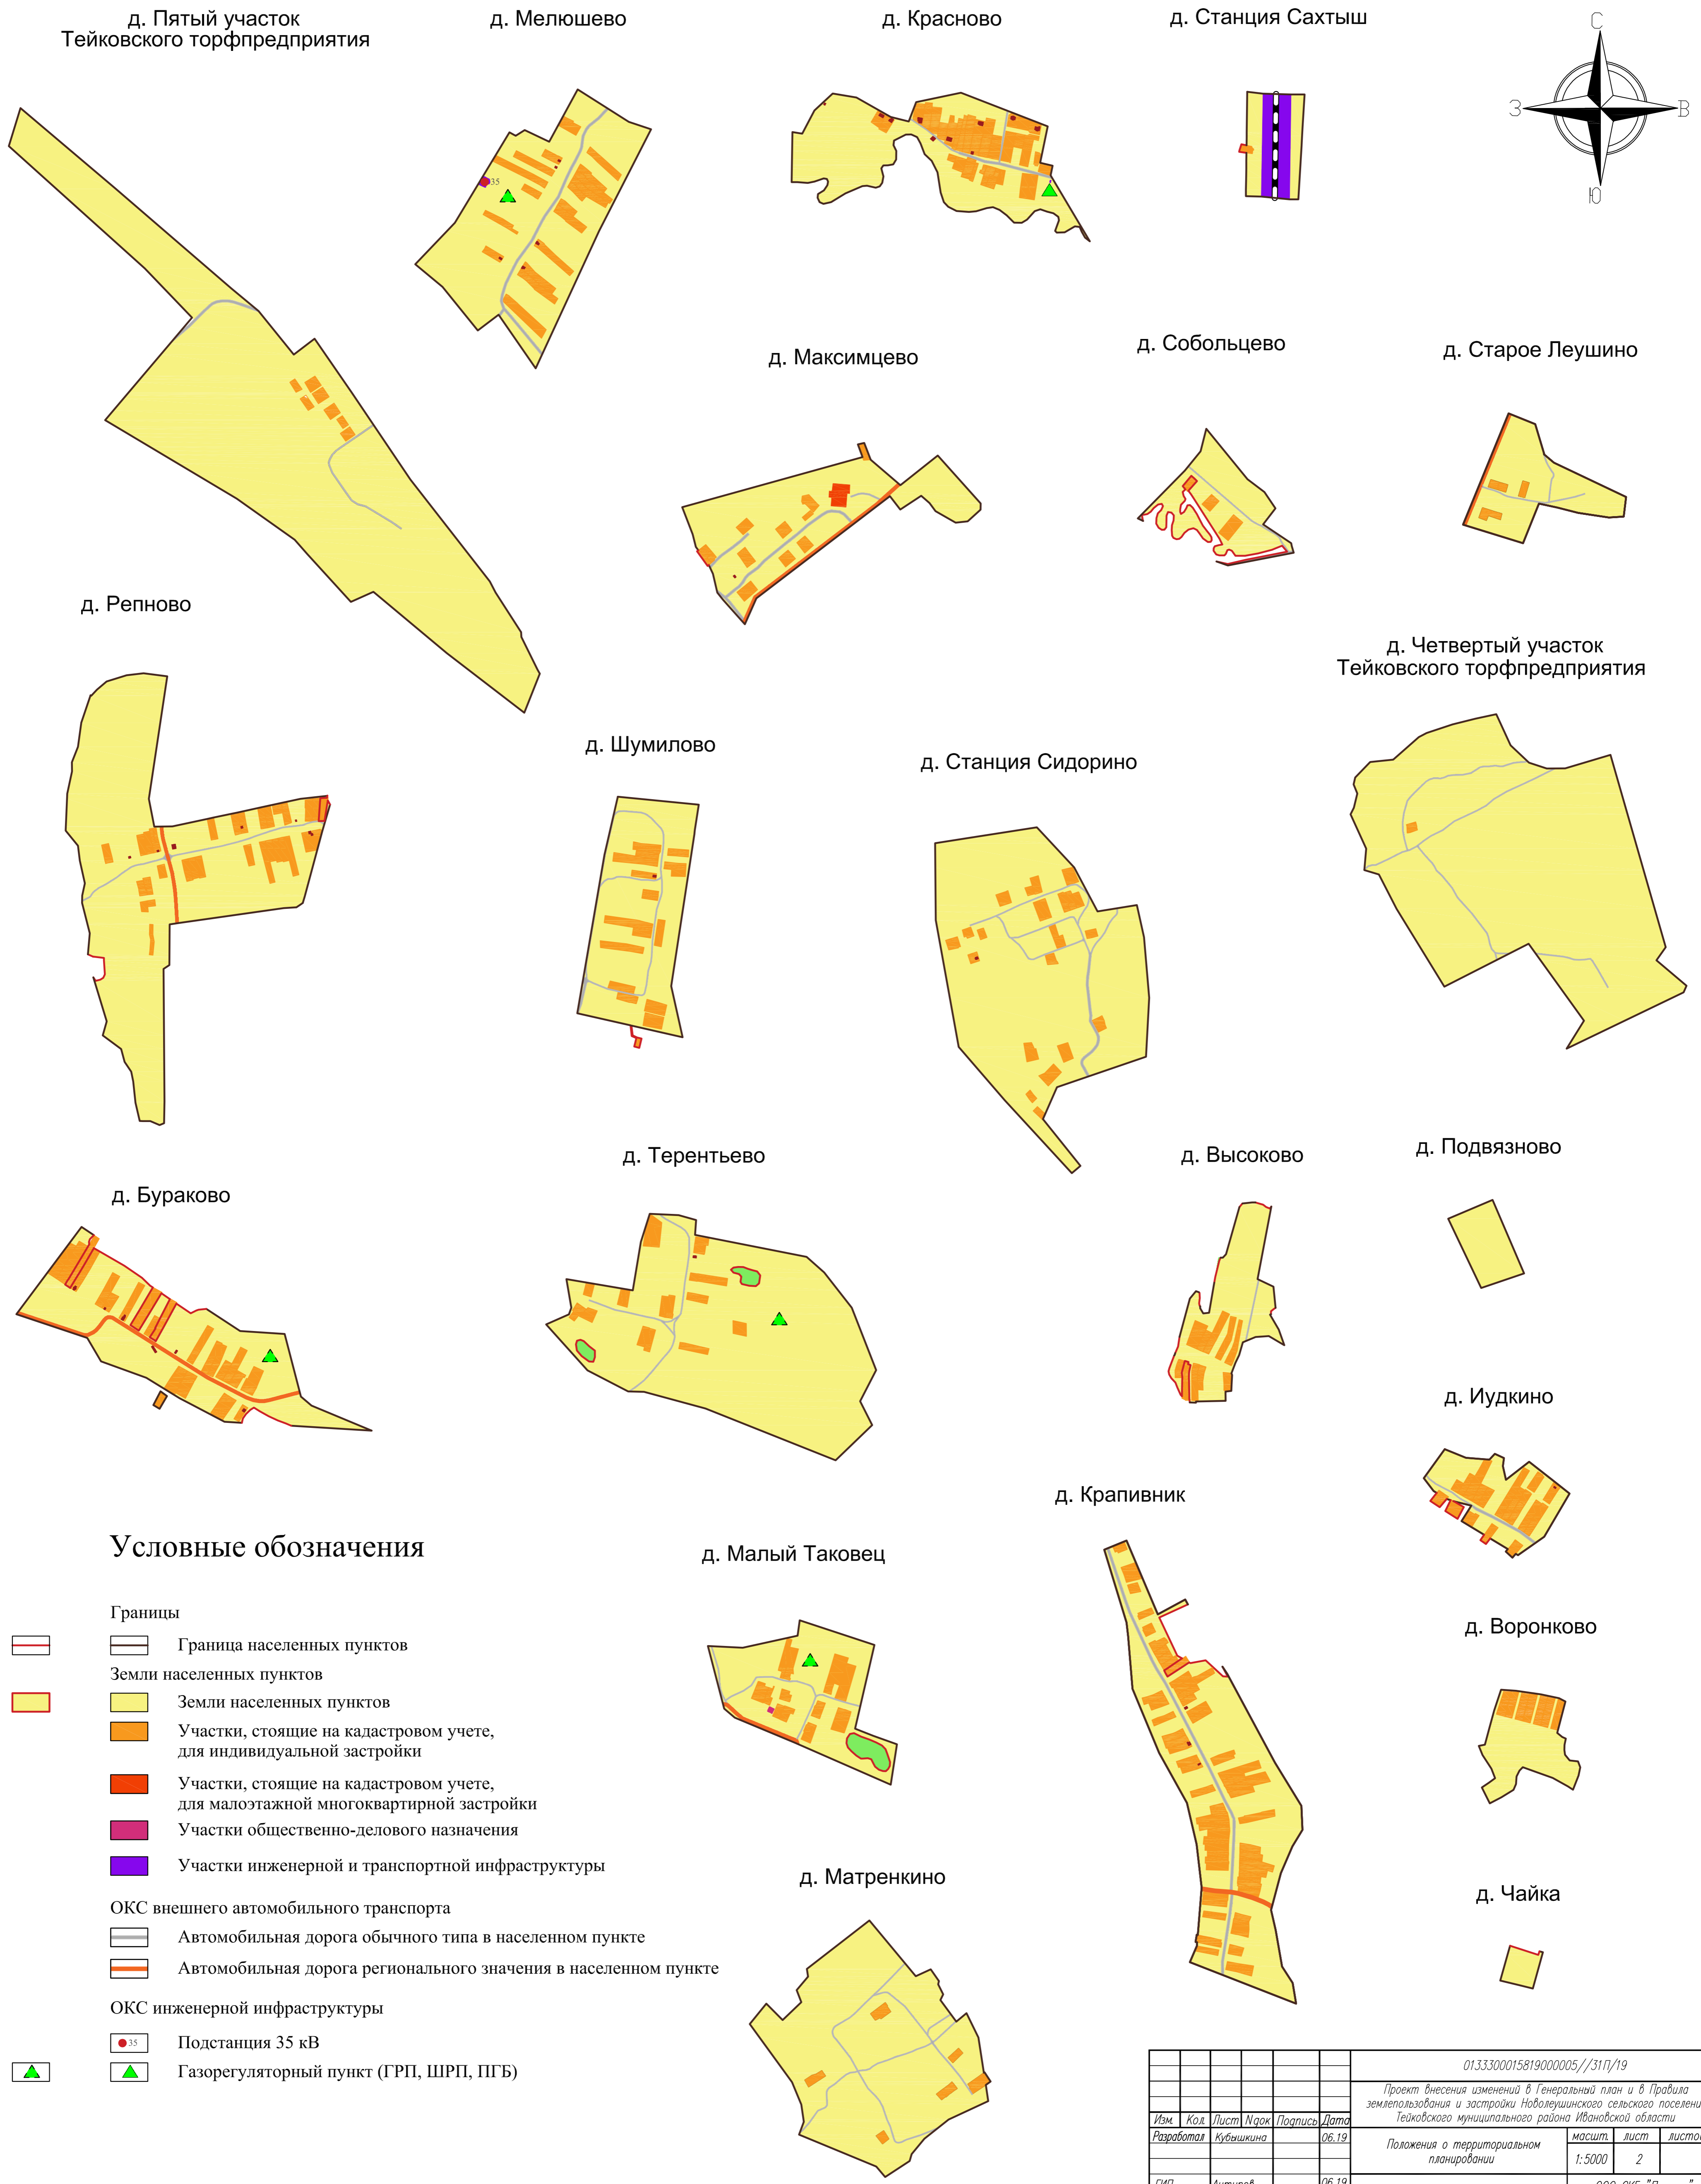 д. Пятый участок
Тейковского торфпредприятия
д. Мелюшево
д. Красново
д. Станция Сахтыш
С
З
В
Ю
35
д. Максимцево
д. Собольцево
д. Старое Леушино
д. Репново
д. Четвертый участок
Тейковского торфпредприятия
д. Шумилово
д. Станция Сидорино
д. Терентьево
д. Высоково
д. Подвязново
д. Бураково
д. Иудкино
д. Крапивник
д. Малый Таковец
д. Воронково
д. Матренкино
д. Чайка
Условные обозначения
Границы
Граница населенных пунктов
Земли населенных пунктов
Земли населенных пунктов
Участки, стоящие на кадастровом учете,
для индивидуальной застройки
Участки, стоящие на кадастровом учете,
для малоэтажной многоквартирной застройки
Участки общественно-делового назначения
Участки инженерной и транспортной инфраструктуры
ОКС внешнего автомобильного транспорта
Автомобильная дорога обычного типа в населенном пункте
Автомобильная дорога регионального значения в населенном пункте
ОКС инженерной инфраструктуры
35
Подстанция 35 кВ
Газорегуляторный пункт (ГРП, ШРП, ПГБ)
0133300015819000005//31П/19
Проект внесения изменений в Генеральный план и в Правила
землепользования и застройки Новолеушинского сельского поселени
Тейковского муниципального района Ивановской области
Изм. Кол. Лист Nдок Подпись Дата
Разработал Кубышкина 06.19
Положения о территориальном
планировании
масшт. лист
1:5000 2
06.19